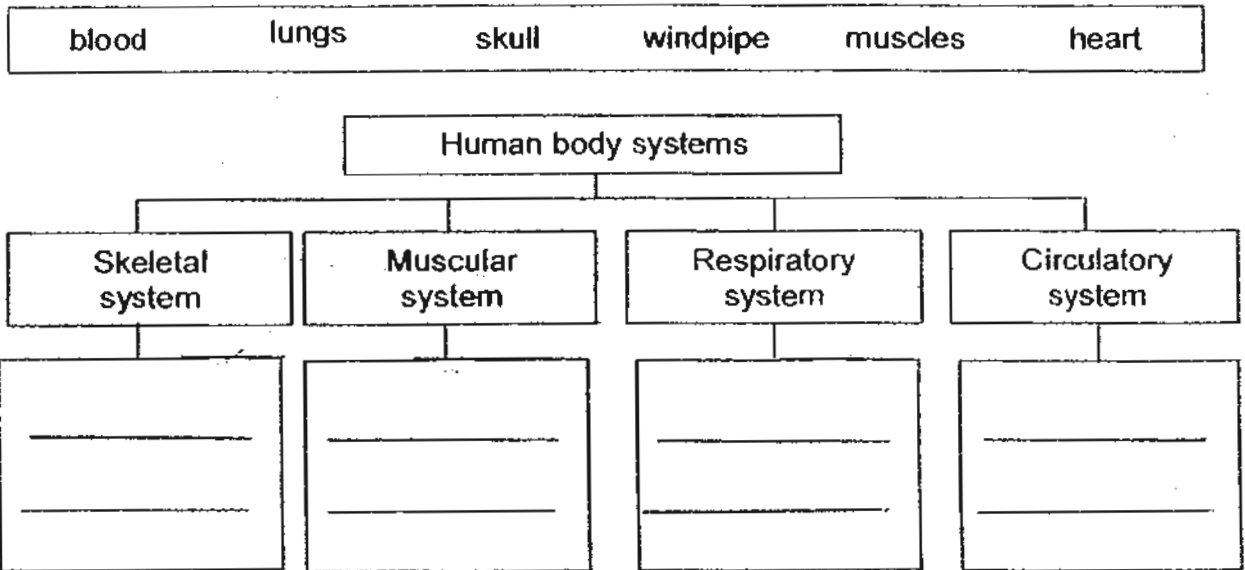 blood lungs skull windpipe muscles heart
Human body systems
Skeletal system
Muscular system
Respiratory system
Circulatory system